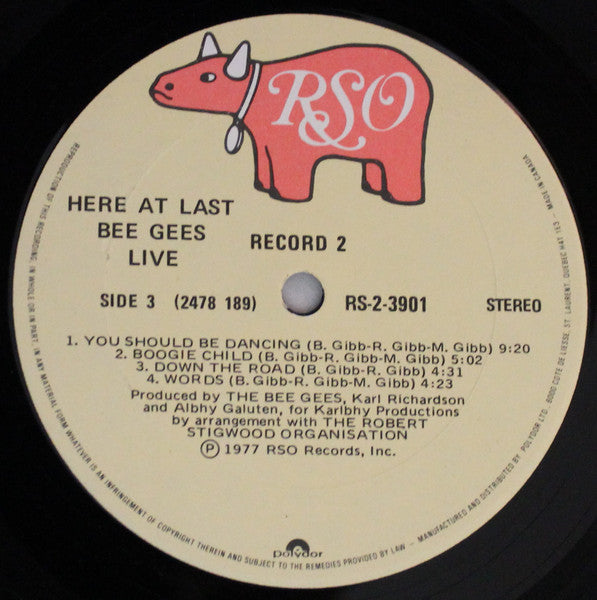 RSO
HERE AT LAST
BEE GEES
LIVE
RECORD 2
SIDE 3 (2478 189)
RS-2-3901
STEREO
1. YOU SHOULD BE DANCING (B. Gibb-R. Gibb-M. Gibb) 9:20
2. BOOGIE CHILD (B. Gibb-R. Gibb-M. Gibb) 5:02
3. DOWN THE ROAD (B. Gibb-R. Gibb) 4:31
4. WORDS (B. Gibb-R. Gibb-M. Gibb) 4:23
Produced by THE BEE GEES, Karl Richardson
and Albhy Galuten, for Karlbhy Productions
by arrangement with THE ROBERT
STIGWOOD ORGANISATION
Ⓟ 1977 RSO Records, Inc.
polydor
REPRODUCTION OF THIS RECORDING, IN WHOLE OR IN PART, IN ANY MATERIAL FORM WHATEVER IS AN INFRINGEMENT OF COPYRIGHT THEREIN AND SUBJECT TO THE REMEDIES PROVIDED BY LAW – MANUFACTURED AND DISTRIBUTED BY POLYDOR LTD., 6000 COTE DE LIESSE, ST. LAURENT, QUEBEC H4T 1E3 – MADE IN CANADA